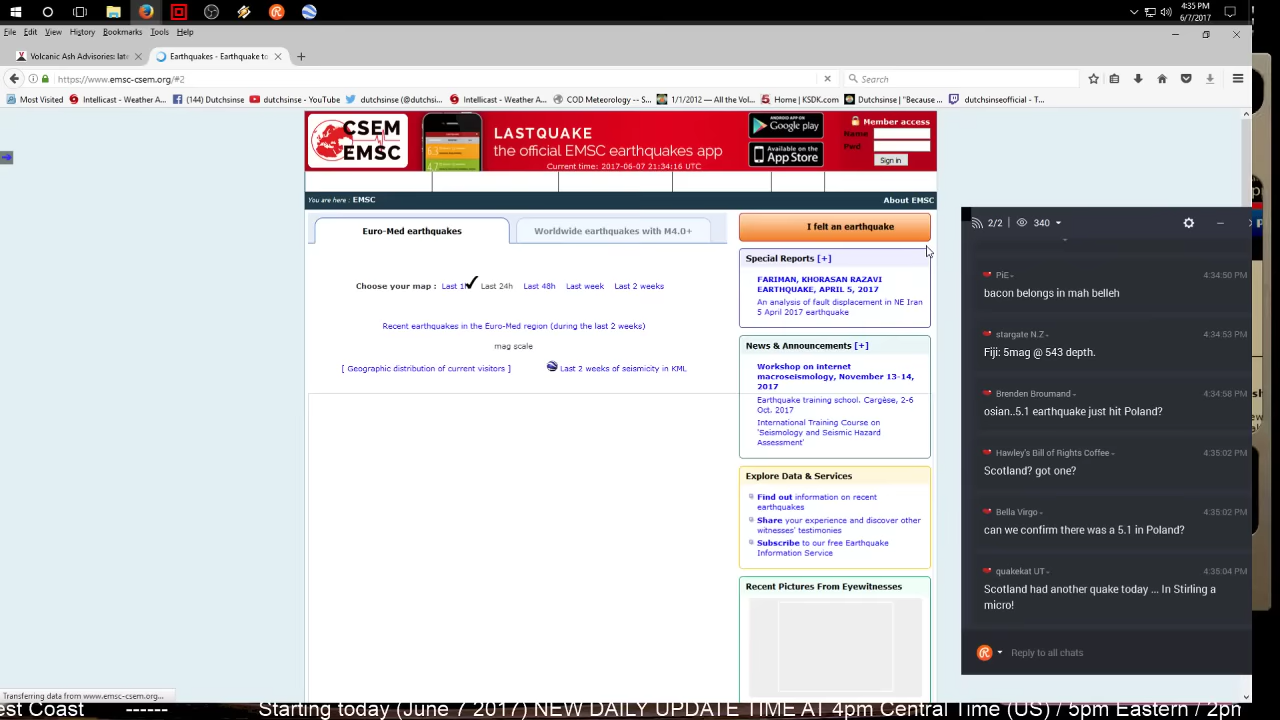 4:35 PM
6/7/2017
File Edit View History Bookmarks Tools Help
Volcanic Ash Advisories: late
Earthquakes - Earthquake to
https://www.emsc-csem.org/#2
Search
Most Visited
Intellicast - Weather A...
(144) Dutchsinse
dutchsinse - YouTube
dutchsinse (@dutchsi...
Intellicast - Weather A...
COD Meteorology -- S...
1/1/2012 — All the Vol...
Home | KSDK.com
Dutchsinse | "Because ...
dutchsinseofficial - T...
CSEM
EMSC
LASTQUAKE
the official EMSC earthquakes app
Current time: 2017-06-07 21:34:16 UTC
ANDROID APP ON
Google play
Available on the
App Store
Member access
Name
Pwd
Sign in
You are here : EMSC
About EMSC
Euro-Med earthquakes
Worldwide earthquakes with M4.0+
Choose your map : Last 1h Last 24h Last 48h Last week Last 2 weeks
Recent earthquakes in the Euro-Med region (during the last 2 weeks)
mag scale
[ Geographic distribution of current visitors ]
Last 2 weeks of seismicity in KML
I felt an earthquake
Special Reports [+]
FARIMAN, KHORASAN RAZAVI
EARTHQUAKE, APRIL 5, 2017
An analysis of fault displacement in NE Iran
5 April 2017 earthquake
News & Announcements [+]
Workshop on internet
macroseismology, November 13-14,
2017
Earthquake training school. Cargèse, 2-6
Oct. 2017
International Training Course on
'Seismology and Seismic Hazard
Assessment'
Explore Data & Services
Find out information on recent
earthquakes
Share your experience and discover other
witnesses' testimonies
Subscribe to our free Earthquake
Information Service
Recent Pictures From Eyewitnesses
2/2
340
PiE
4:34:50 PM
bacon belongs in mah belleh
stargate N.Z
4:34:53 PM
Fiji: 5mag @ 543 depth.
Brenden Broumand
4:34:58 PM
osian..5.1 earthquake just hit Poland?
Hawley's Bill of Rights Coffee
4:35:02 PM
Scotland? got one?
Bella Virgo
4:35:02 PM
can we confirm there was a 5.1 in Poland?
quakekat UT
4:35:04 PM
Scotland had another quake today ... In Stirling a
micro!
Reply to all chats
Transferring data from www.emsc-csem.org...
est Coast ------ Starting today (June 7 2017) NEW DAILY UPDATE TIME AT 4pm Central Time (US) / 5pm Eastern / 2pm